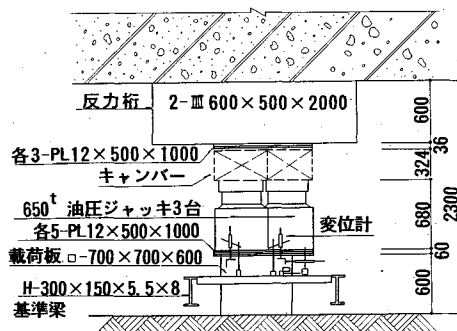 反力桁 2-Ⅲ 600×500×2000
600
各3-PL12×500×1000
36
キャンバー
324
650t 油圧ジャッキ3台
680
2300
各5-PL12×500×1000
変位計
載荷板 □-700×700×600
60
H-300×150×5.5×8
600
基準梁